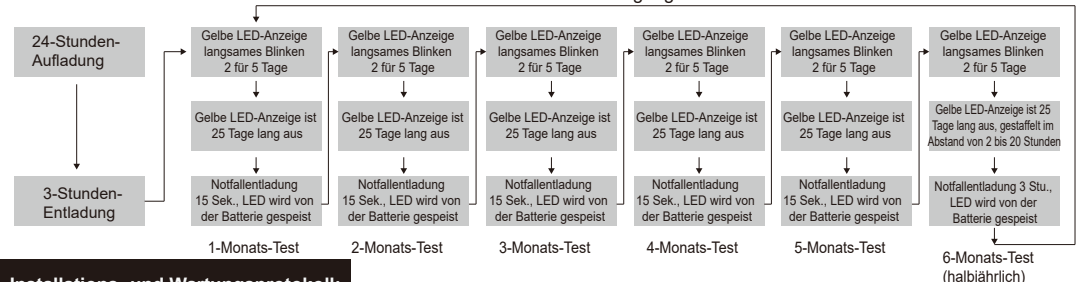 24-Stunden-
Aufladung
3-Stunden-
Entladung
Gelbe LED-Anzeige
langsames Blinken
2 für 5 Tage
Gelbe LED-Anzeige ist
25 Tage lang aus
Notfallentladung
15 Sek., LED wird von
der Batterie gespeist
1-Monats-Test
Gelbe LED-Anzeige
langsames Blinken
2 für 5 Tage
Gelbe LED-Anzeige ist
25 Tage lang aus
Notfallentladung
15 Sek., LED wird von
der Batterie gespeist
2-Monats-Test
Gelbe LED-Anzeige
langsames Blinken
2 für 5 Tage
Gelbe LED-Anzeige ist
25 Tage lang aus
Notfallentladung
15 Sek., LED wird von
der Batterie gespeist
3-Monats-Test
Gelbe LED-Anzeige
langsames Blinken
2 für 5 Tage
Gelbe LED-Anzeige ist
25 Tage lang aus
Notfallentladung
15 Sek., LED wird von
der Batterie gespeist
4-Monats-Test
Gelbe LED-Anzeige
langsames Blinken
2 für 5 Tage
Gelbe LED-Anzeige ist
25 Tage lang aus
Notfallentladung
15 Sek., LED wird von
der Batterie gespeist
5-Monats-Test
Gelbe LED-Anzeige
langsames Blinken
2 für 5 Tage
Gelbe LED-Anzeige ist 25
Tage lang aus, gestaffelt im
Abstand von 2 bis 20 Stunden
Notfallentladung 3 Stu.,
LED wird von der
Batterie gespeist
6-Monats-Test
(halbjährlich)
Installations- und Wartungsprotokoll: